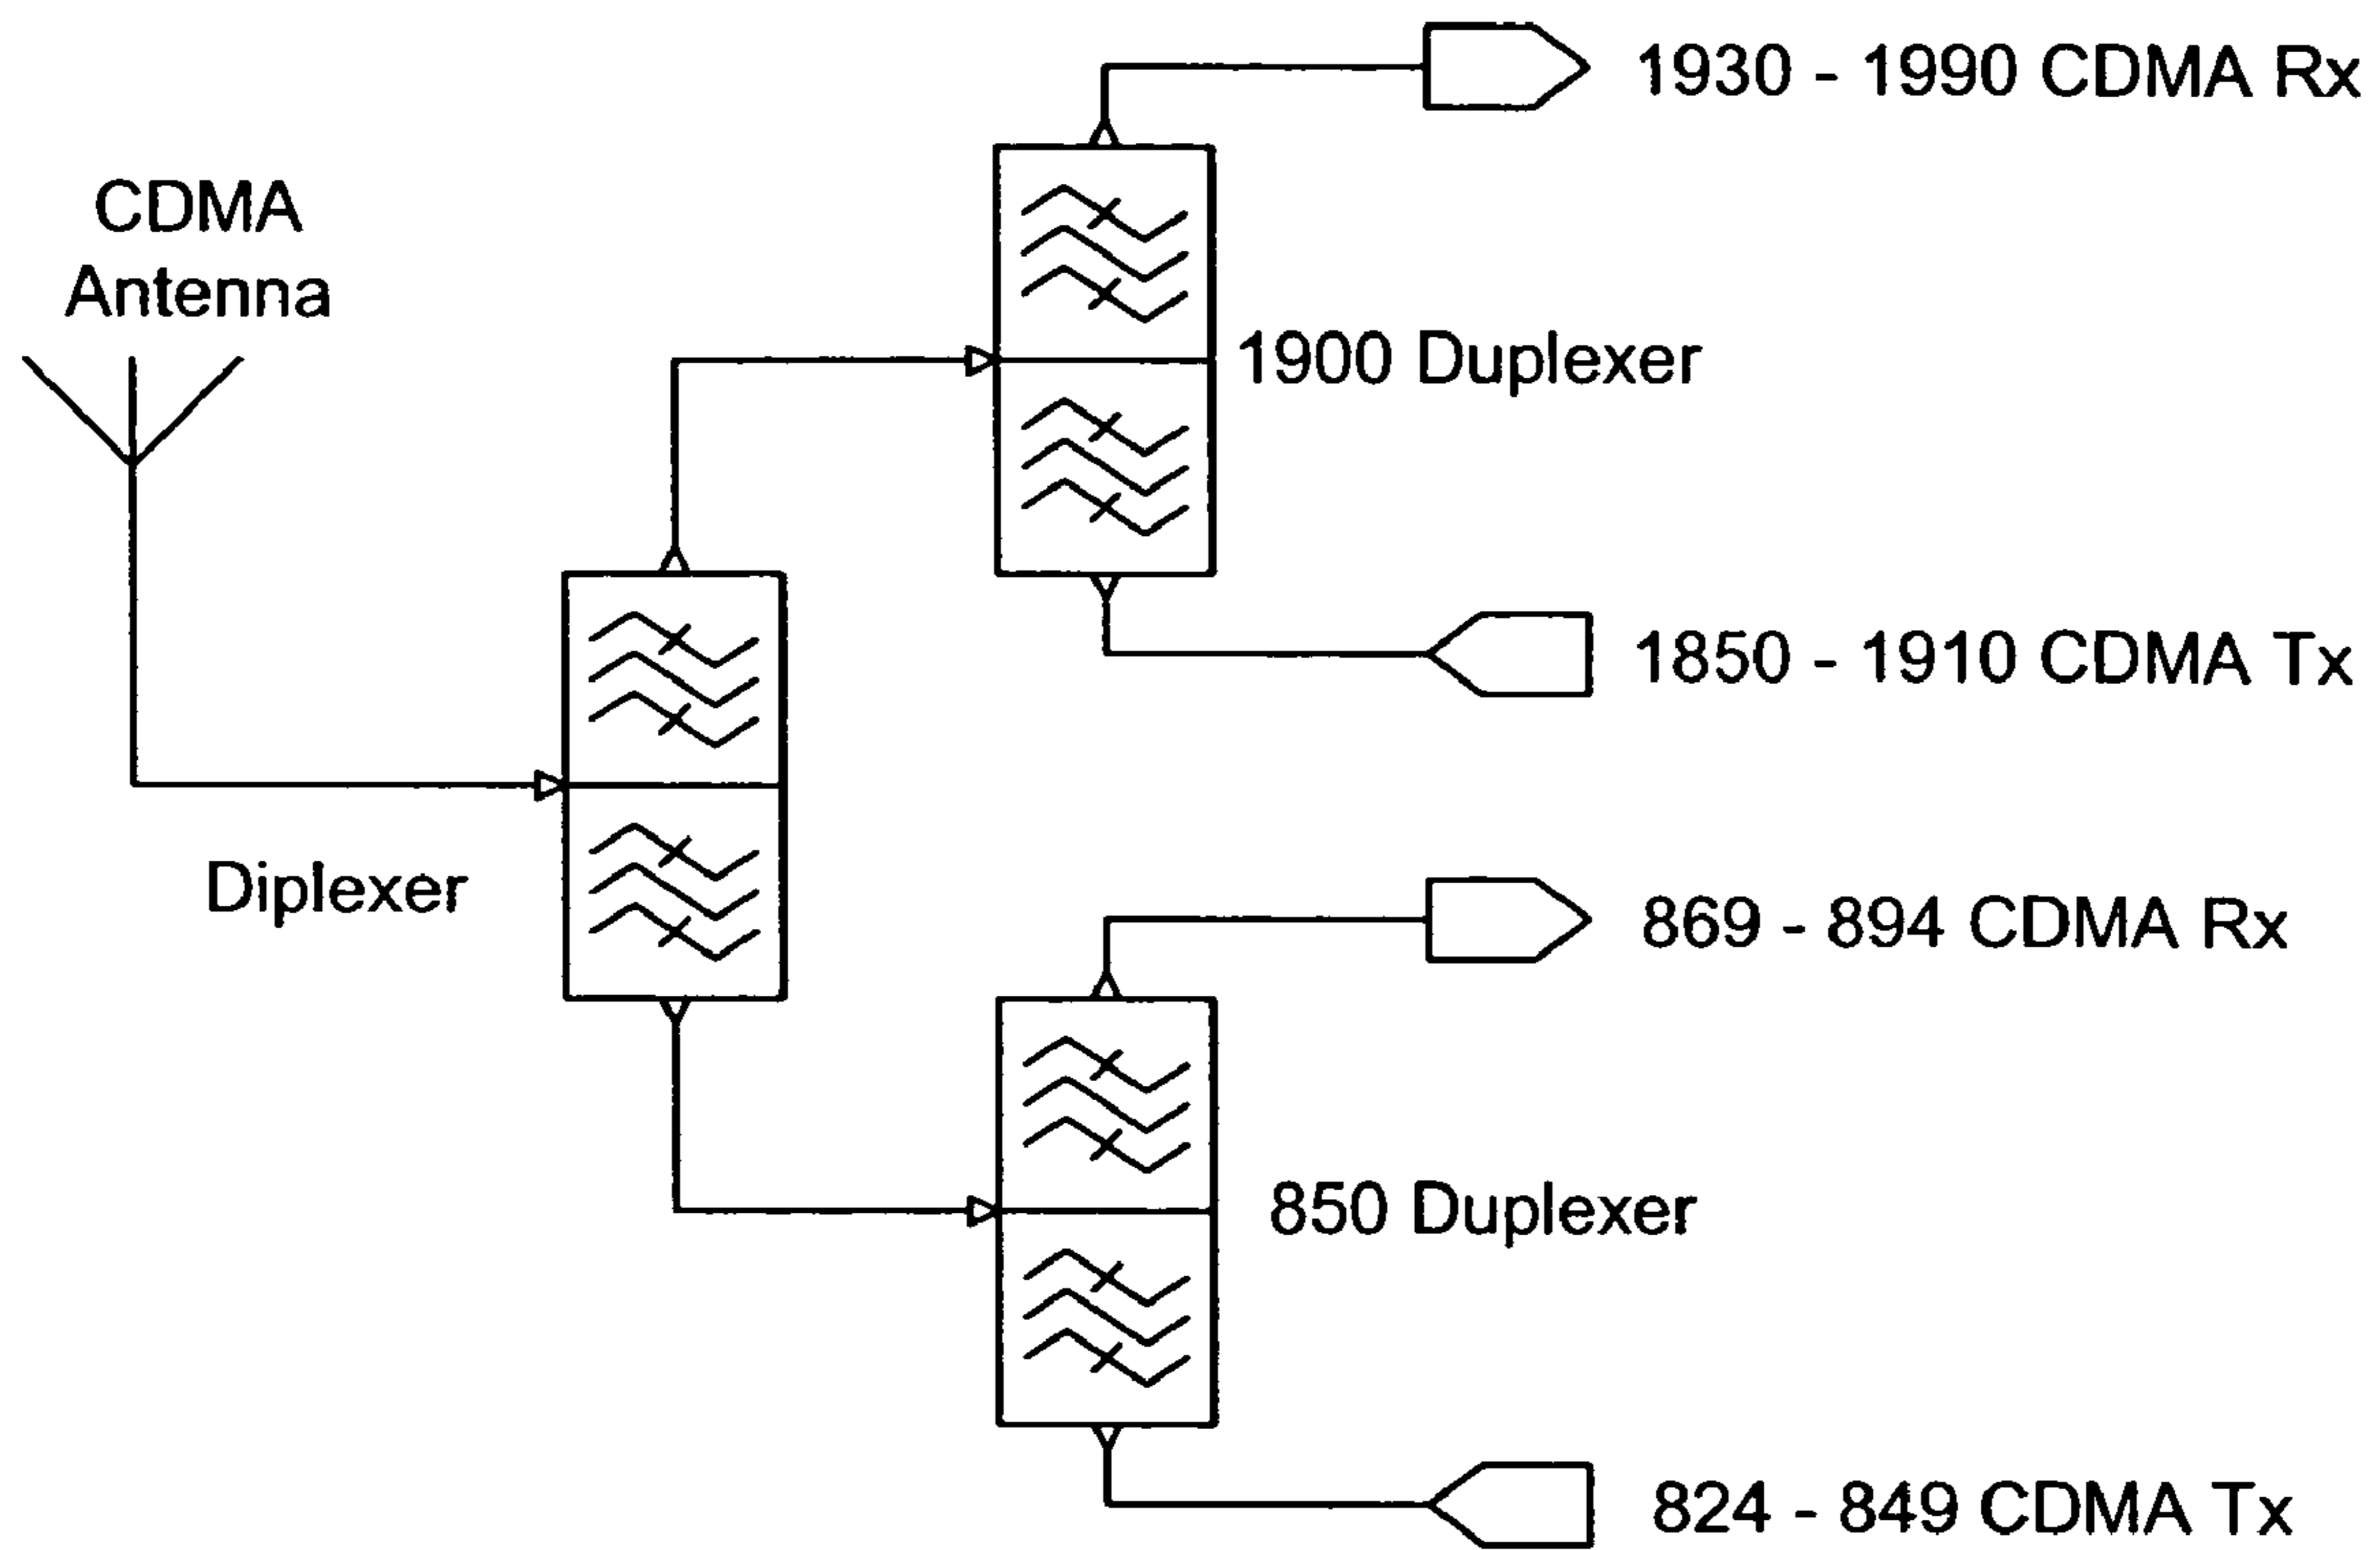 1930 - 1990 CDMA Rx
CDMA
Antenna
1900 Duplexer
1850 - 1910 CDMA Tx
Diplexer
869 - 894 CDMA Rx
850 Duplexer
824 - 849 CDMA Tx